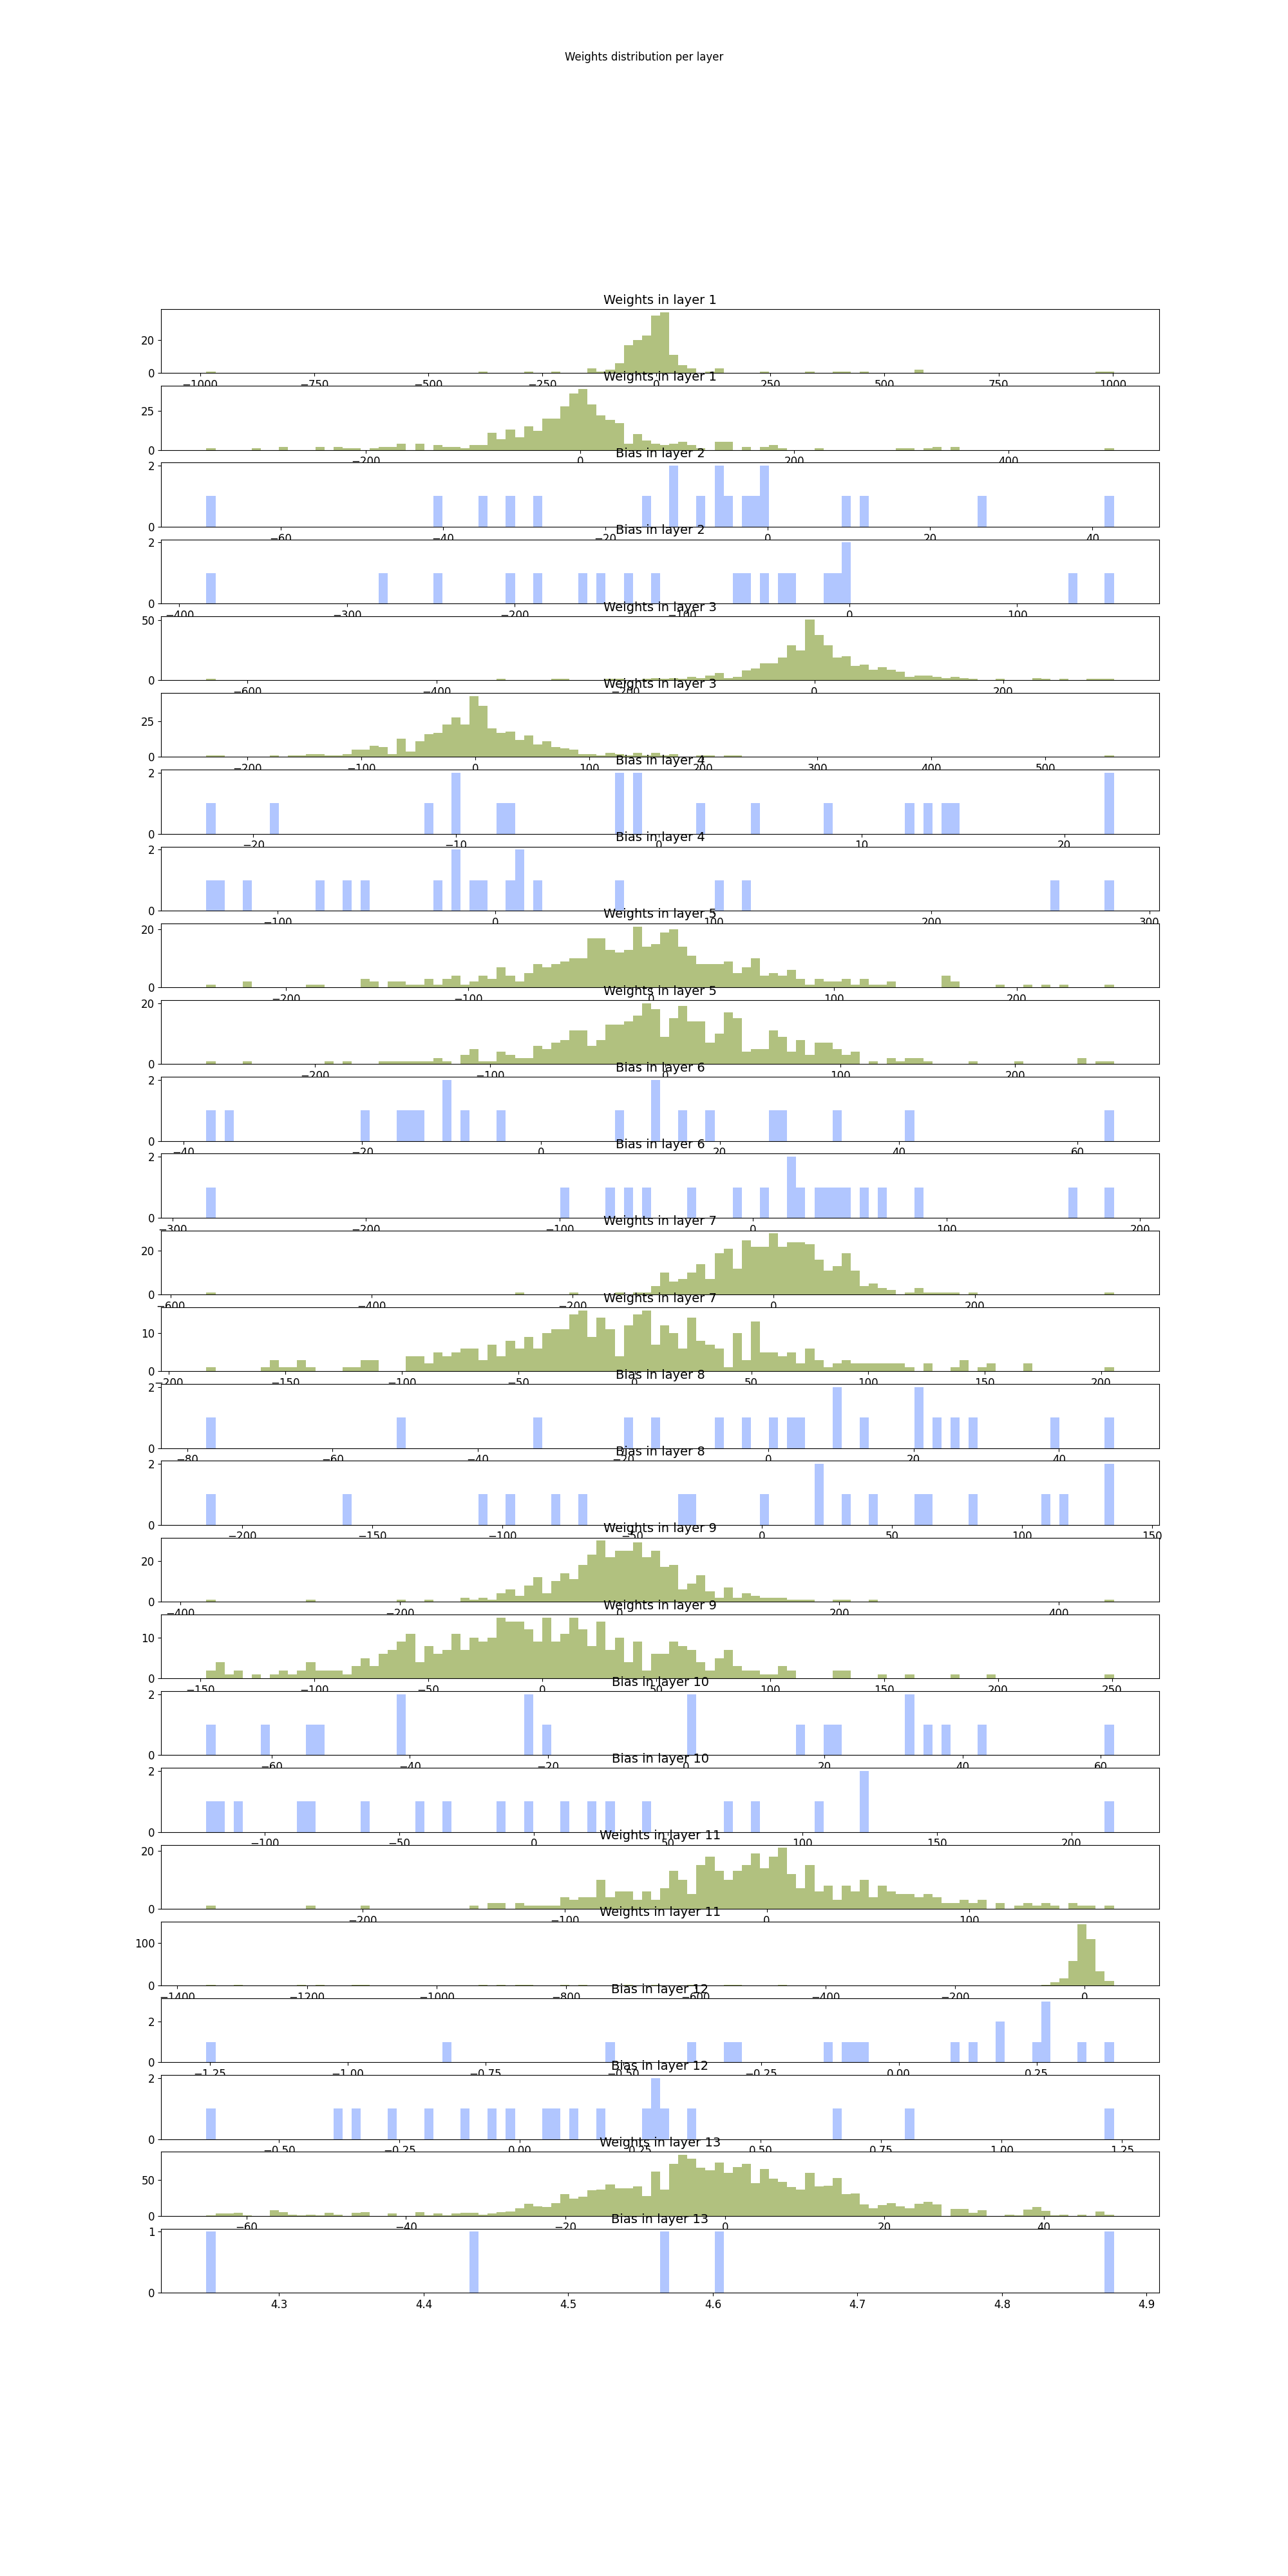 Weights distribution per layer
Weights in layer 1
20
0
−1000 −750 −500 −250 0 250 500 750 1000
Weights in layer 1
25
0
−200 0 200 400
Bias in layer 2
2
0
−60 −40 −20 0 20 40
Bias in layer 2
2
0
−400 −300 −200 −100 0 100
Weights in layer 3
50
0
−600 −400 −200 0 200
Weights in layer 3
25
0
−200 −100 0 100 200 300 400 500
Bias in layer 4
2
0
−20 −10 0 10 20
Bias in layer 4
2
0
−100 0 100 200 300
Weights in layer 5
20
0
−200 −100 0 100 200
Weights in layer 5
20
0
−200 −100 0 100 200
Bias in layer 6
2
0
−40 −20 0 20 40 60
Bias in layer 6
2
0
−300 −200 −100 0 100 200
Weights in layer 7
20
0
−600 −400 −200 0 200
Weights in layer 7
10
0
−200 −150 −100 −50 0 50 100 150 200
Bias in layer 8
2
0
−80 −60 −40 −20 0 20 40
Bias in layer 8
2
0
−200 −150 −100 −50 0 50 100 150
Weights in layer 9
20
0
−400 −200 0 200 400
Weights in layer 9
10
0
−150 −100 −50 0 50 100 150 200 250
Bias in layer 10
2
0
−60 −40 −20 0 20 40 60
Bias in layer 10
2
0
−100 −50 0 50 100 150 200
Weights in layer 11
20
0
−200 −100 0 100
Weights in layer 11
100
0
−1400 −1200 −1000 −800 −600 −400 −200 0
Bias in layer 12
2
0
−1.25 −1.00 −0.75 −0.50 −0.25 0.00 0.25
Bias in layer 12
2
0
−0.50 −0.25 0.00 0.25 0.50 0.75 1.00 1.25
Weights in layer 13
50
0
−60 −40 −20 0 20 40
Bias in layer 13
1
0
4.3 4.4 4.5 4.6 4.7 4.8 4.9